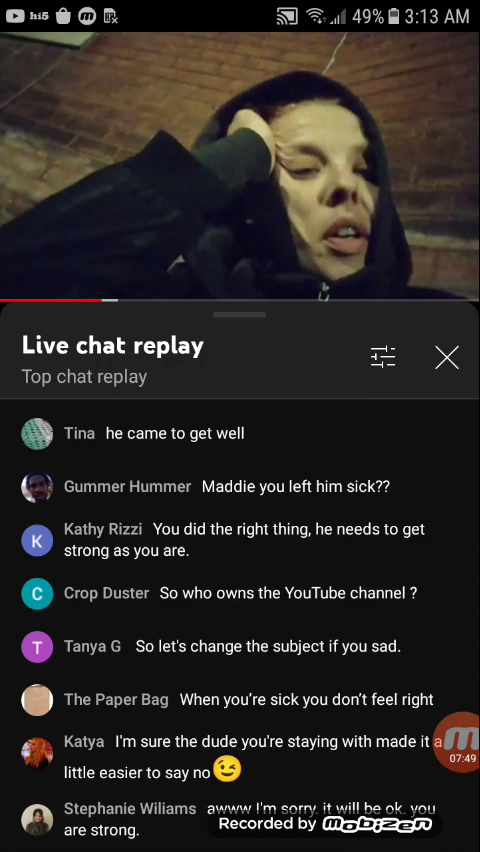 hi5
49% 3:13 AM
Live chat replay
Top chat replay
Tina he came to get well
Gummer Hummer Maddie you left him sick??
Kathy Rizzi You did the right thing, he needs to get
strong as you are.
K
Crop Duster So who owns the YouTube channel ?
C
Tanya G So let's change the subject if you sad.
T
The Paper Bag When you’re sick you don’t feel right
Katya I'm sure the dude you're staying with made it a
little easier to say no😉
m
07:49
Stephanie Wiliams awww I'm sorry. it will be ok. you
are strong.
Recorded by mobizen